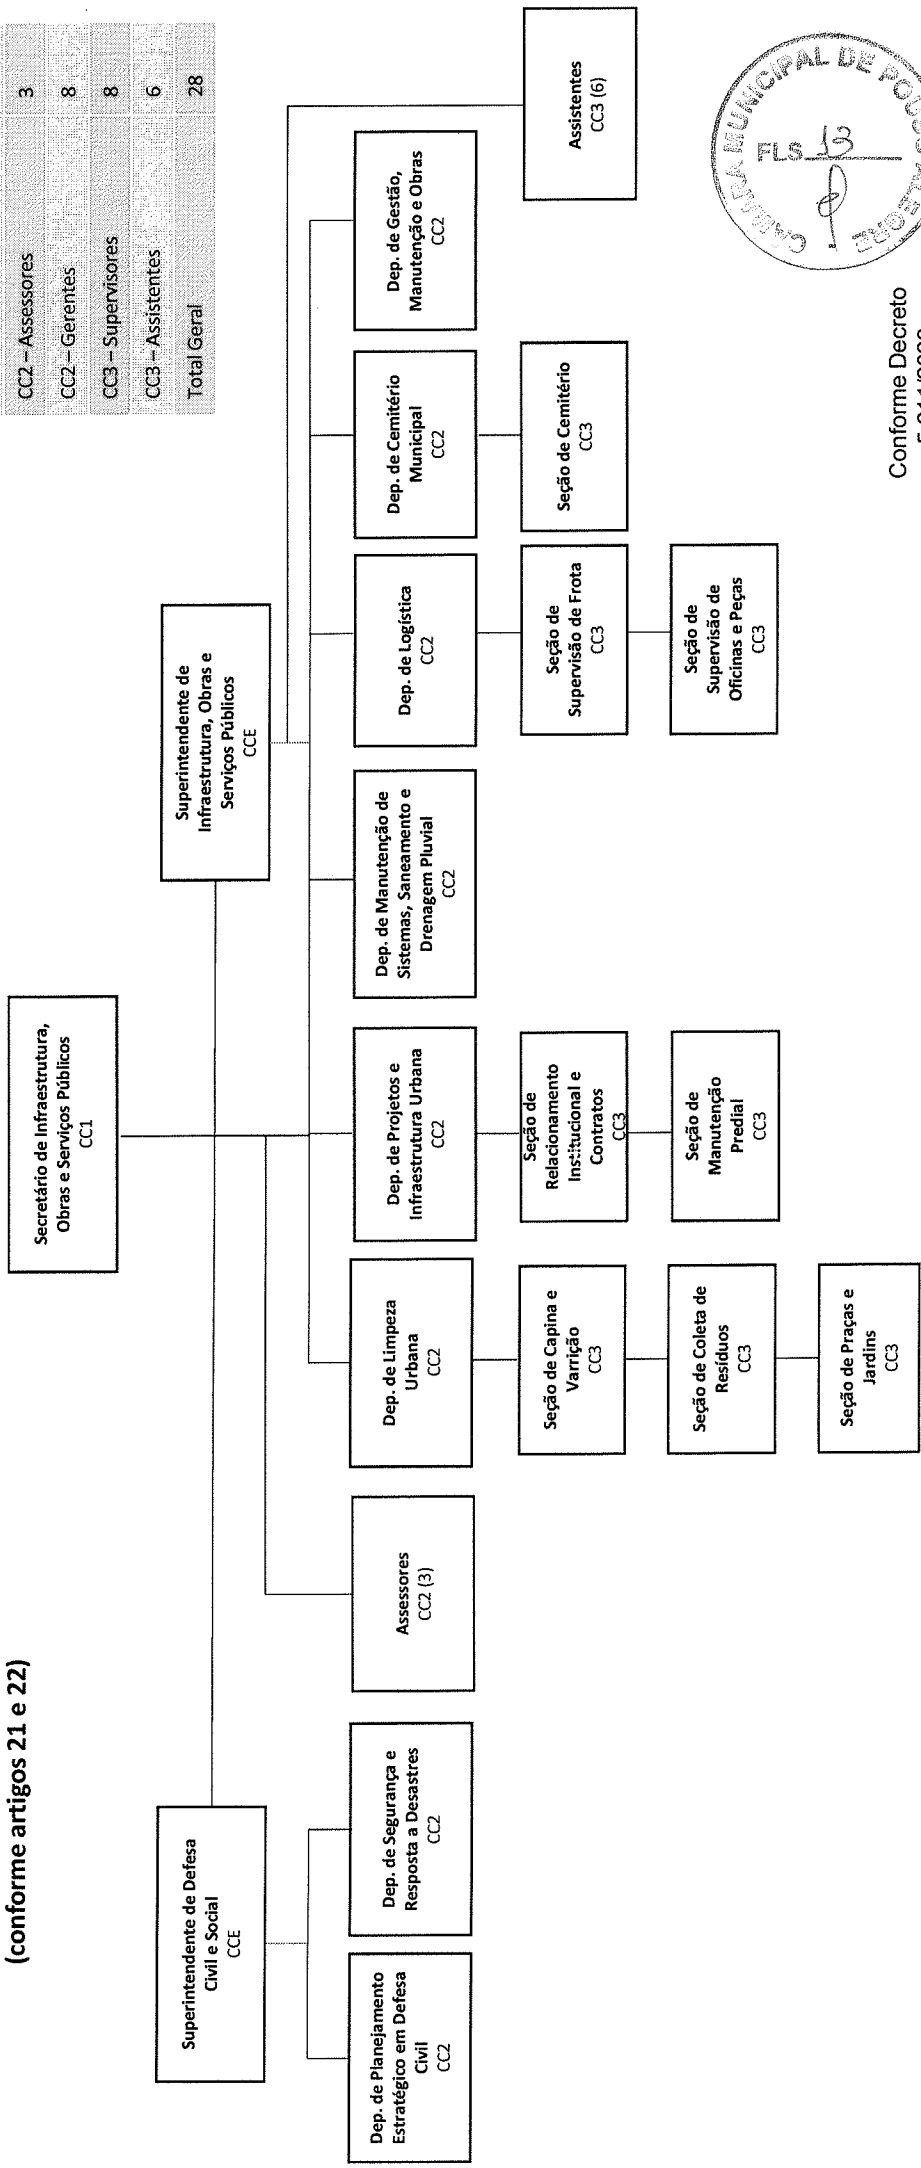 (conforme artigos 21 e 22)
CC2 – Assessores 3
CC2 – Gerentes 8
CC3 – Supervisores 8
CC3 – Assistentes 6
Total Geral 28
Secretário de Infraestrutura,
Obras e Serviços Públicos
CC1
Superintendente de Defesa
Civil e Social
CCE
Superintendente de
Infraestrutura, Obras e
Serviços Públicos
CCE
Dep. de Planejamento
Estratégico em Defesa
Civil
CC2
Dep. de Segurança e
Resposta a Desastres
CC2
Assessores
CC2 (3)
Dep. de Limpeza
Urbana
CC2
Dep. de Projetos e
Infraestrutura Urbana
CC2
Dep. de Manutenção de
Sistemas, Saneamento e
Drenagem Pluvial
CC2
Dep. de Logística
CC2
Dep. de Cemitério
Municipal
CC2
Dep. de Gestão,
Manutenção e Obras
CC2
Assistentes
CC3 (6)
Seção de Capina e
Varrição
CC3
Seção de
Relacionamento
Institucional e
Contratos
CC3
Seção de
Supervisão de Frota
CC3
Seção de Cemitério
CC3
Seção de Coleta de
Resíduos
CC3
Seção de
Manutenção
Predial
CC3
Seção de
Supervisão de
Oficinas e Peças
CC3
Seção de Praças e
Jardins
CC3
CÂMARA MUNICIPAL DE POUSO ALEGRE
FLS 13
Conforme Decreto